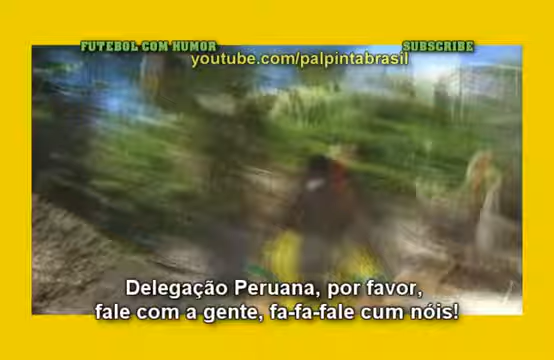 FUTEBOL COM HUMOR
SUBSCRIBE
youtube.com/palpintabrasil
Delegação Peruana, por favor,
fale com a gente, fa-fa-fale cum nóis!